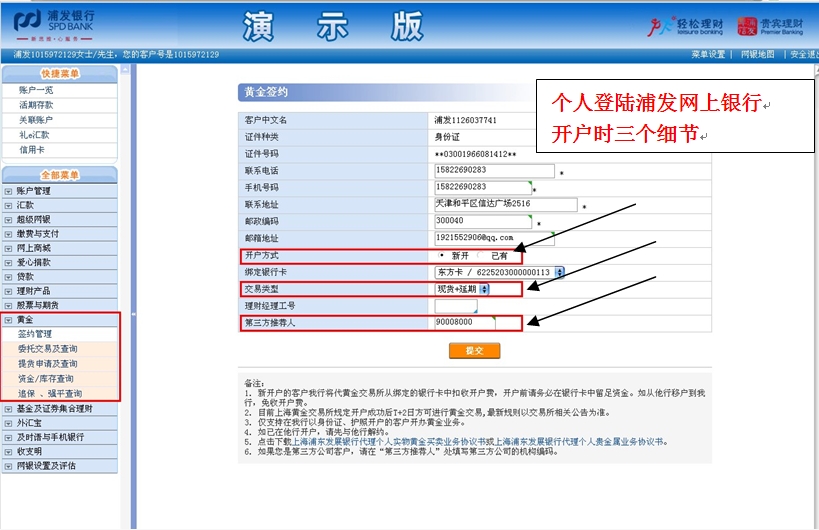 浦发银行
SPD BANK
新思维·心服务
演 示 版
轻松理财
leisure banking
贵宾理财
Premier Banking
浦发1015972129女士/先生，您的客户号是1015972129
菜单设置 | 网银地图 | 安全退出
快捷菜单
账户一览
活期存款
关联账户
礼e汇款
信用卡
全部菜单
账户管理
汇款
超级网银
缴费与支付
网上商城
爱心捐款
贷款
理财产品
股票与期货
黄金
签约管理
委托交易及查询
提货申请及查询
资金/库存查询
追保 、强平查询
基金及证券集合理财
外汇宝
及时语与手机银行
收支明
网银设置及评估
黄金签约
个人登陆浦发网上银行
开户时三个细节
客户中文名 浦发1126037741
证件种类 身份证
证件号码 **03001966081412**
联系电话 15822690283 *
手机号码 15822690283 *
联系地址 天津和平区信达广场2516 *
邮政编码 300040 *
邮箱地址 1921552906@qq.com
开户方式 新开 已有
绑定银行卡 东方卡 / 6225203000000113
交易类型 现货+延期
理财经理工号
第三方推荐人 90008000
提交
备注：
1. 新开户的客户我行将代黄金交易所从绑定的银行卡中扣收开户费，开户前请务必在银行卡中留足资金。如从他行移户到我
行，免收开户费。
2. 目前上海黄金交易所规定开户成功后T+2日方可进行黄金交易,最新规则以交易所相关公告为准。
3. 仅支持在我行以身份证、护照开户的客户开办黄金业务。
4. 如已在他行开户，请先与他行解约。
5. 点击下载上海浦东发展银行代理个人实物黄金买卖业务协议书或上海浦东发展银行代理个人贵金属业务协议书。
6. 如果您是第三方公司客户，请在“第三方推荐人”处填写第三方公司的机构编码。